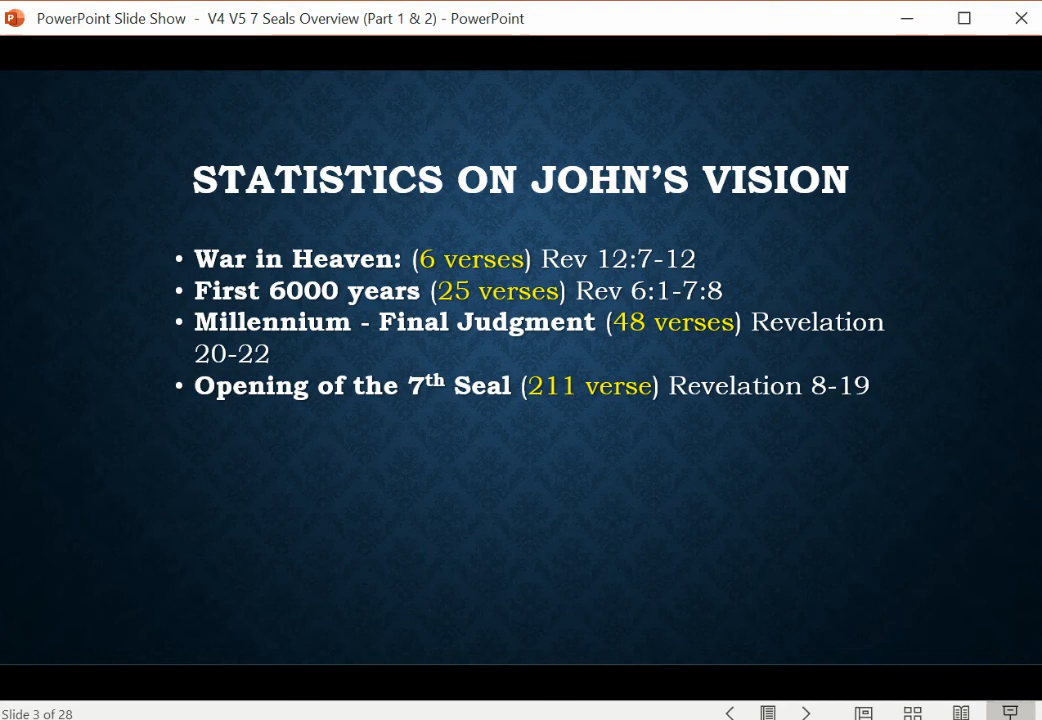 PowerPoint Slide Show - V4 V5 7 Seals Overview (Part 1 & 2) - PowerPoint
STATISTICS ON JOHN'S VISION
• War in Heaven: (6 verses) Rev 12:7-12
• First 6000 years (25 verses) Rev 6:1-7:8
• Millennium - Final Judgment (48 verses) Revelation
20-22
• Opening of the 7th Seal (211 verse) Revelation 8-19
Slide 3 of 28